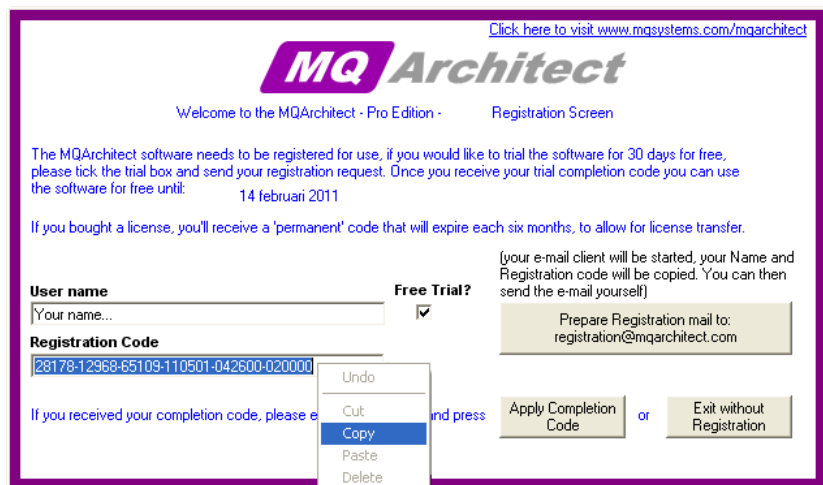 Click here to visit www.mqsystems.com/mqarchitect
MQ Architect
Welcome to the MQArchitect - Pro Edition - Registration Screen
The MQArchitect software needs to be registered for use, if you would like to trial the software for 30 days for free,
please tick the trial box and send your registration request. Once you receive your trial completion code you can use
the software for free until: 14 februari 2011
If you bought a license, you'll receive a 'permanent' code that will expire each six months, to allow for license transfer.
(your e-mail client will be started, your Name and
Registration code will be copied. You can then
send the e-mail yourself)
User name Free Trial?
Your name...
Prepare Registration mail to:
registration@mqarchitect.com
Registration Code
28178-12968-65109-110501-042600-020000
Undo
Cut
Copy
Paste
Delete
If you received your completion code, please e and press
Apply Completion
Code
or
Exit without
Registration